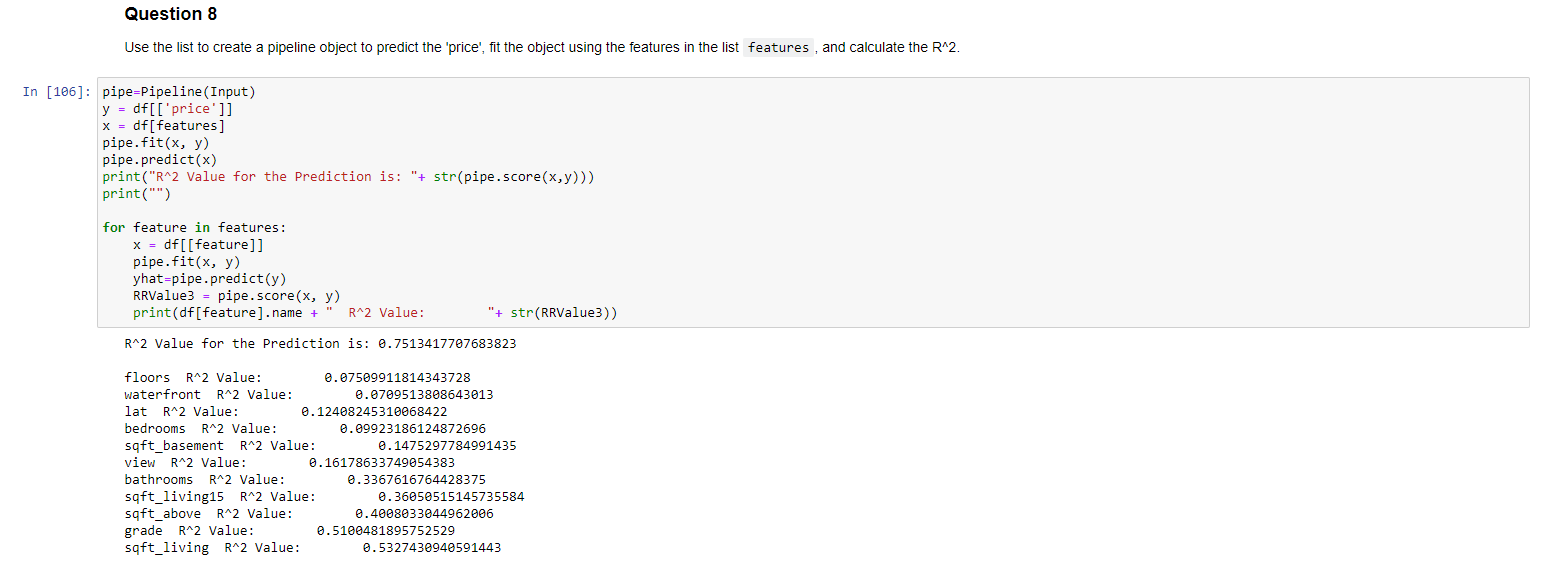 Question 8
Use the list to create a pipeline object to predict the 'price', fit the object using the features in the list features , and calculate the R^2.
In [106]: pipe=Pipeline(Input)
y = df[['price']]
x = df[features]
pipe.fit(x, y)
pipe.predict(x)
print("R^2 Value for the Prediction is: "+ str(pipe.score(x,y)))
print("")
for feature in features:
    x = df[[feature]]
    pipe.fit(x, y)
    yhat=pipe.predict(y)
    RRValue3 = pipe.score(x, y)
    print(df[feature].name + "  R^2 Value:        "+ str(RRValue3))
R^2 Value for the Prediction is: 0.7513417707683823
floors  R^2 Value:        0.07509911814343728
waterfront  R^2 Value:        0.0709513808643013
lat  R^2 Value:        0.12408245310068422
bedrooms  R^2 Value:        0.09923186124872696
sqft_basement  R^2 Value:        0.1475297784991435
view  R^2 Value:        0.16178633749054383
bathrooms  R^2 Value:        0.3367616764428375
sqft_living15  R^2 Value:        0.36050515145735584
sqft_above  R^2 Value:        0.4008033044962006
grade  R^2 Value:        0.5100481895752529
sqft_living  R^2 Value:        0.5327430940591443